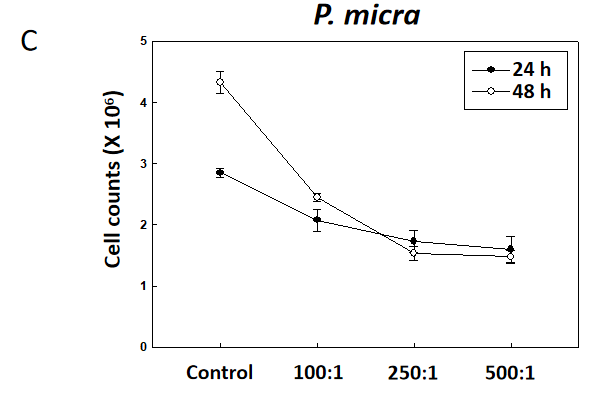 P. micra
C
5
4
3
2
1
0
Cell counts (X 10⁶)
24 h
48 h
Control 100:1 250:1 500:1